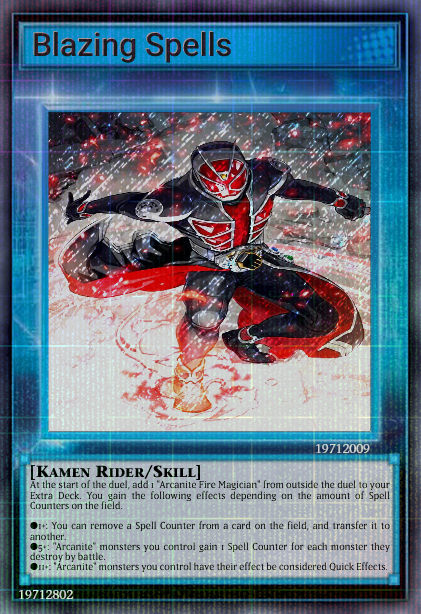 Blazing Spells
19712009
[Kamen Rider/Skill]
At the start of the duel, add 1 "Arcanite Fire Magician" from outside the duel to your
Extra Deck. You gain the following effects depending on the amount of Spell
Counters on the field.
●1+: You can remove a Spell Counter from a card on the field, and transfer it to
another.
●5+: "Arcanite" monsters you control gain 1 Spell Counter for each monster they
destroy by battle.
●11+: "Arcanite" monsters you control have their effect be considered Quick Effects.
19712802